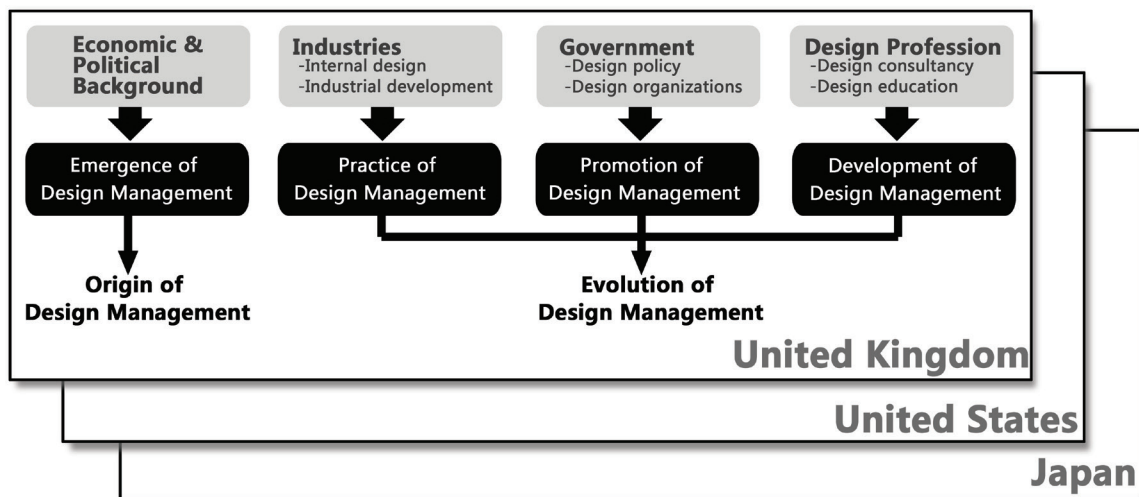 Economic &
Political
Background
Industries
-Internal design
-Industrial development
Government
-Design policy
-Design organizations
Design Profession
-Design consultancy
-Design education
Emergence of
Design Management
Practice of
Design Management
Promotion of
Design Management
Development of
Design Management
Origin of
Design Management
Evolution of
Design Management
United Kingdom
United States
Japan